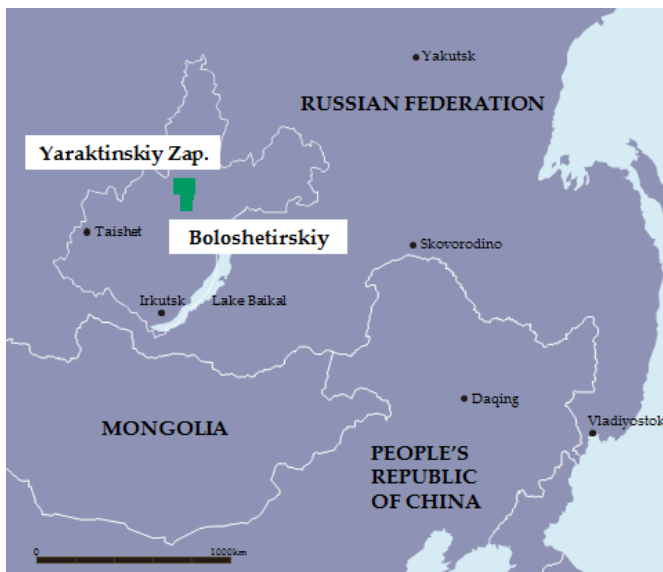 Yakutsk
RUSSIAN FEDERATION
Yaraktinskiy Zap.
Taishet
Boloshetirskiy
Skovorodino
Irkutsk
Lake Baikal
Daqing
Vladiyostok
MONGOLIA
PEOPLE'S
REPUBLIC
OF CHINA
0
1000km